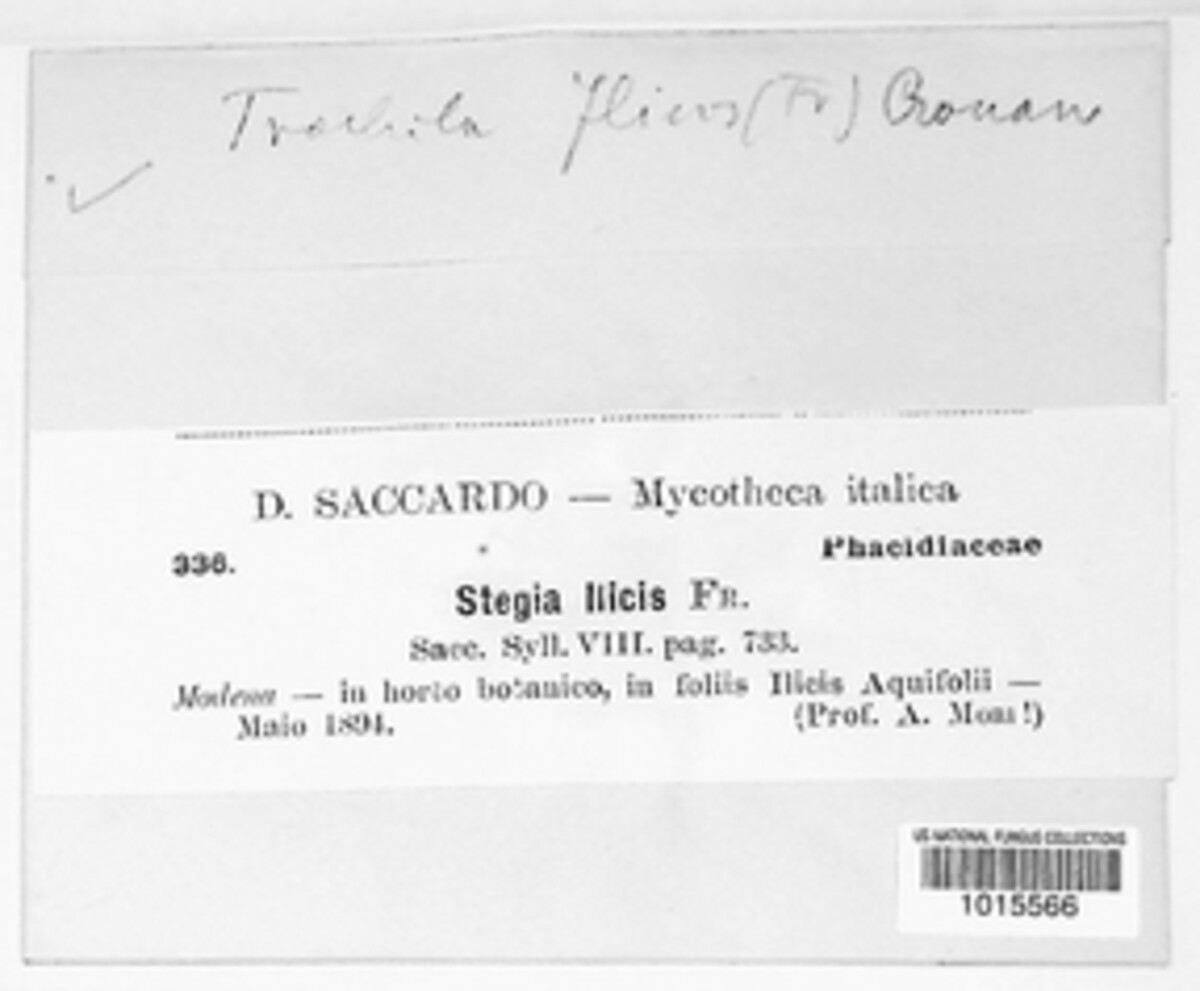 Trochila Ilicis (Fr) Crouan
D. SACCARDO — Mycotheca italica
336. Phacidiaceae
Stegia Ilicis FR.
Sacc. Syll. VIII. pag. 733.
Modena — in horto botanico, in foliis Ilicis Aquifolii —
Maio 1894. (Prof. A. Mori!)
US NATIONAL FUNGUS COLLECTIONS
1015566